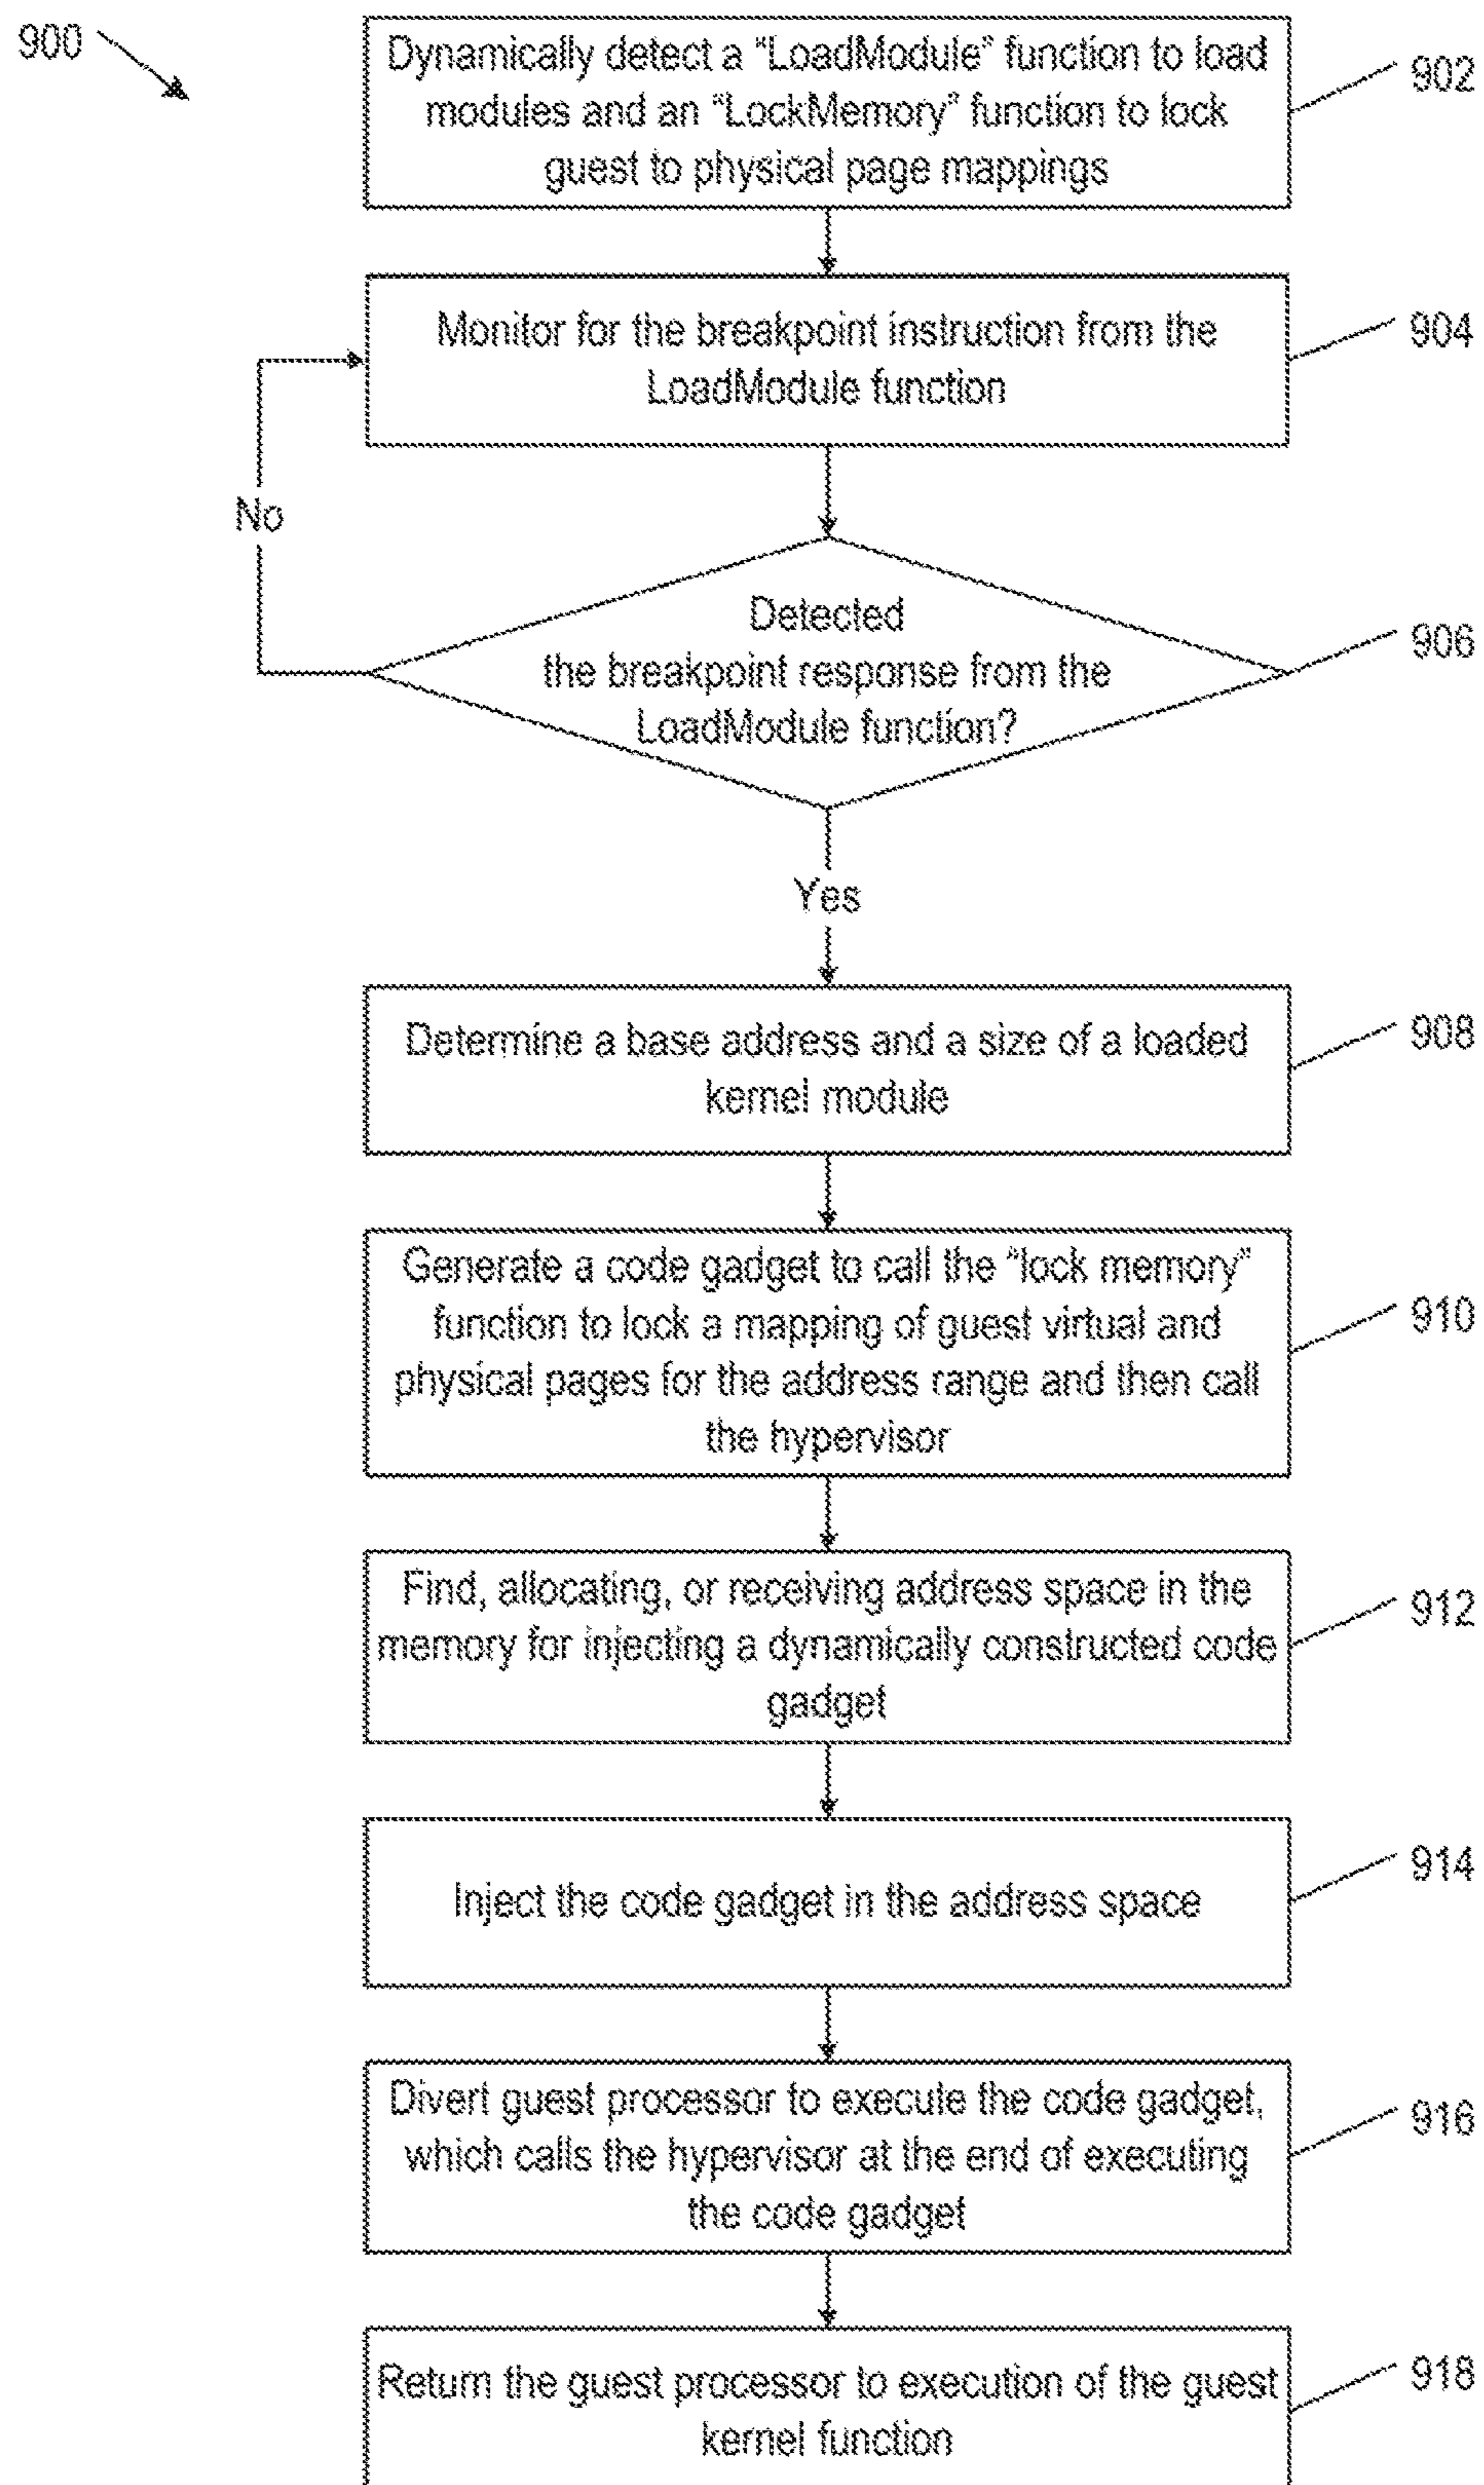 900
Dynamically detect a “LoadModule” function to load
modules and an “LockMemory” function to lock
guest to physical page mappings
902
Monitor for the breakpoint instruction from the
LoadModule function
904
No
Detected
the breakpoint response from the
LoadModule function?
906
Yes
Determine a base address and a size of a loaded
kernel module
908
Generate a code gadget to call the “lock memory”
function to lock a mapping of guest virtual and
physical pages for the address range and then call
the hypervisor
910
Find, allocating, or receiving address space in the
memory for injecting a dynamically constructed code
gadget
912
Inject the code gadget in the address space
914
Divert guest processor to execute the code gadget,
which calls the hypervisor at the end of executing
the code gadget
916
Return the guest processor to execution of the guest
kernel function
918